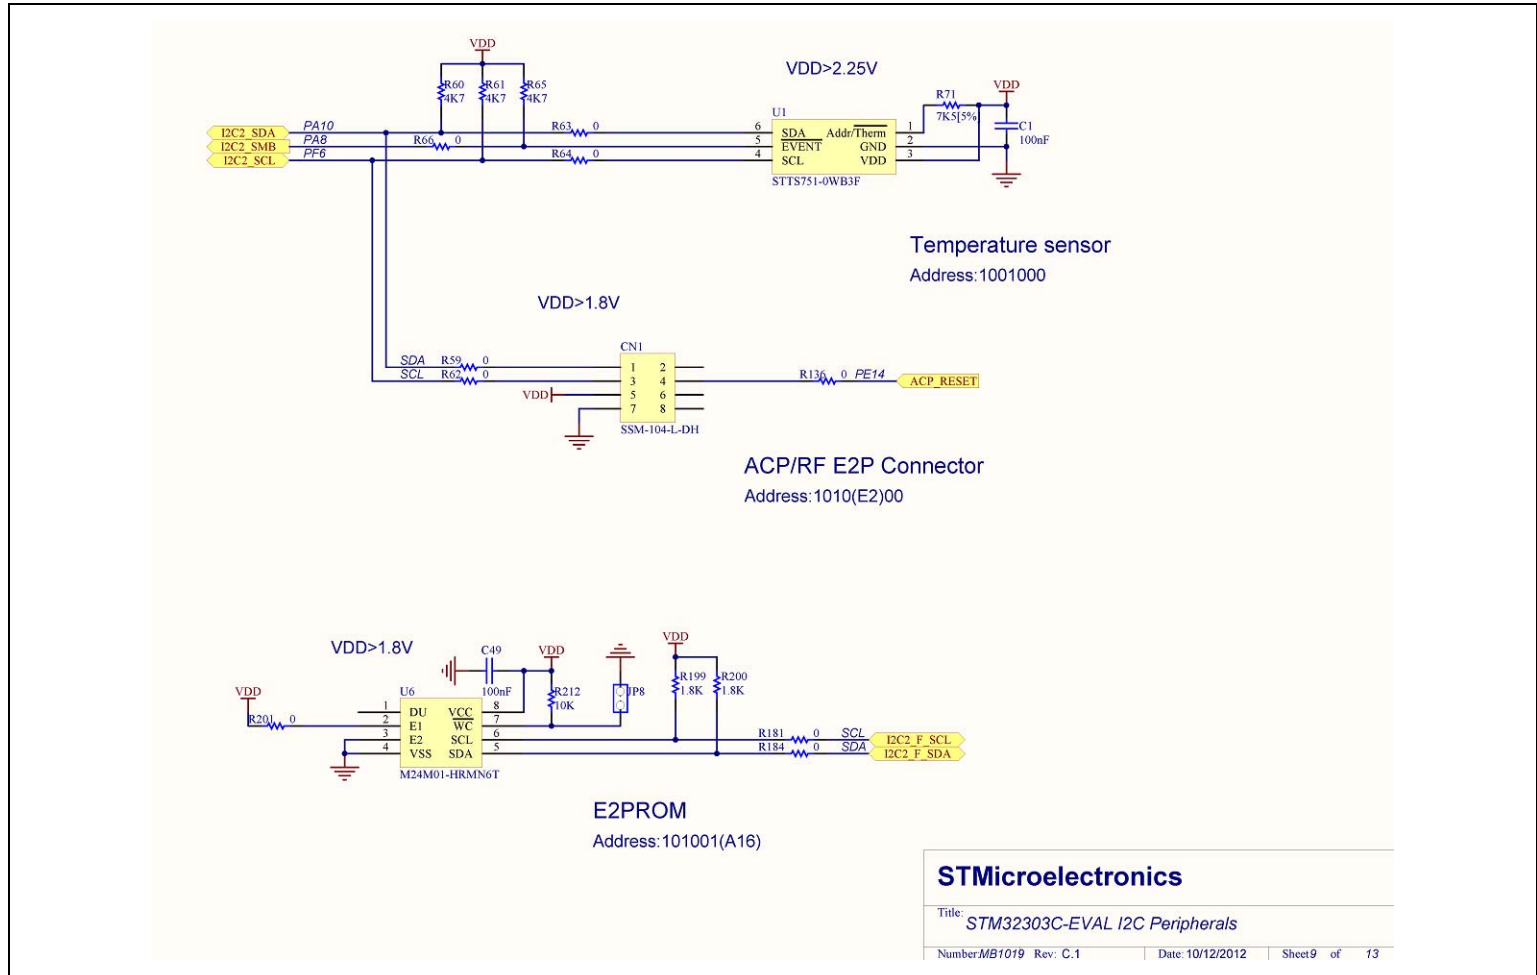 VDD
R60 R61 R65
4K7 4K7 4K7
VDD>2.25V
VDD
R71
7K5[5%
C1
100nF
U1
I2C2_SDA PA10 R63 0 6 SDA Addr/Therm 1
I2C2_SMB PA8 R66 0 5 EVENT GND 2
I2C2_SCL PF6 R64 0 4 SCL VDD 3
STTS751-0WB3F
Temperature sensor
Address:1001000
VDD>1.8V
CN1
SDA R59 0 1 2
SCL R62 0 3 4 R136 0 PE14 ACP_RESET
VDD 5 6
7 8
SSM-104-L-DH
ACP/RF E2P Connector
Address:1010(E2)00
VDD>1.8V
C49
100nF
VDD
R212
10K
JP8
VDD
R199 R200
1.8K 1.8K
VDD
R201 0
U6
1 DU VCC 8
2 E1 WC 7
3 E2 SCL 6 R181 0 SCL I2C2_F_SCL
4 VSS SDA 5 R184 0 SDA I2C2_F_SDA
M24M01-HRMN6T
E2PROM
Address:101001(A16)
STMicroelectronics
Title: STM32303C-EVAL I2C Peripherals
Number:MB1019 Rev: C.1 Date:10/12/2012 Sheet9 of 13